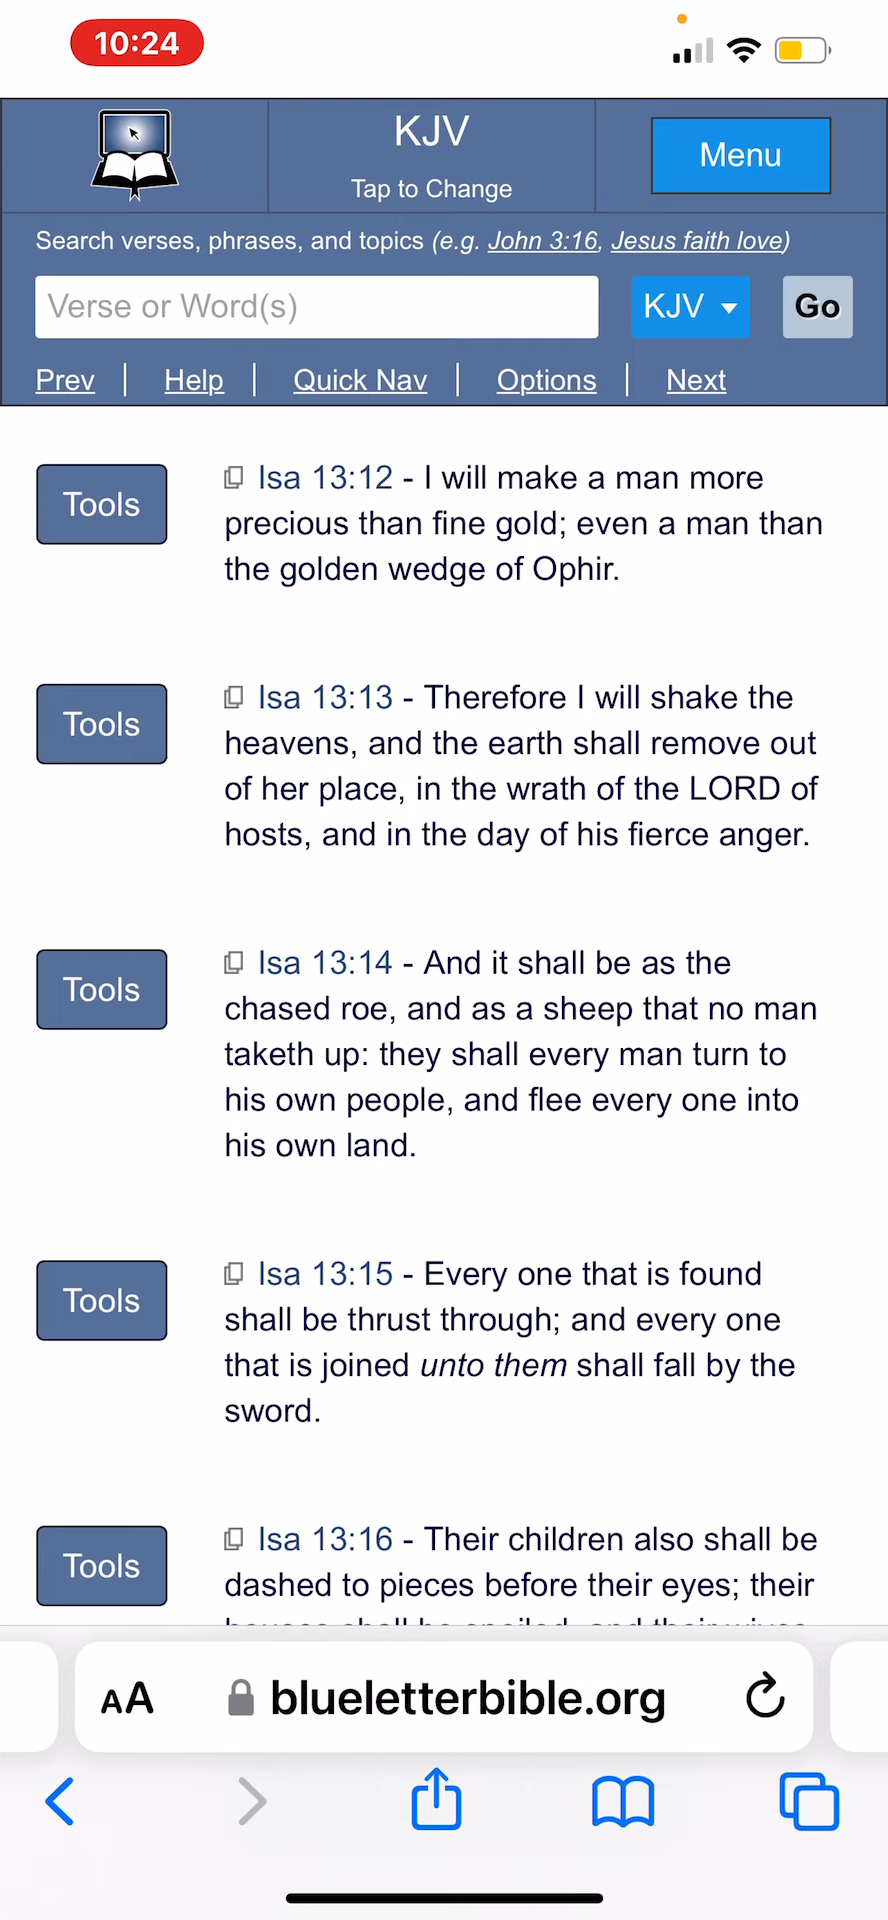 10:24
KJV
Tap to Change
Menu
Search verses, phrases, and topics (e.g. John 3:16, Jesus faith love)
Verse or Word(s)
KJV
Go
Prev | Help | Quick Nav | Options | Next
Tools
Isa 13:12 - I will make a man more
precious than fine gold; even a man than
the golden wedge of Ophir.
Tools
Isa 13:13 - Therefore I will shake the
heavens, and the earth shall remove out
of her place, in the wrath of the LORD of
hosts, and in the day of his fierce anger.
Tools
Isa 13:14 - And it shall be as the
chased roe, and as a sheep that no man
taketh up: they shall every man turn to
his own people, and flee every one into
his own land.
Tools
Isa 13:15 - Every one that is found
shall be thrust through; and every one
that is joined unto them shall fall by the
sword.
Tools
Isa 13:16 - Their children also shall be
dashed to pieces before their eyes; their
AA
blueletterbible.org